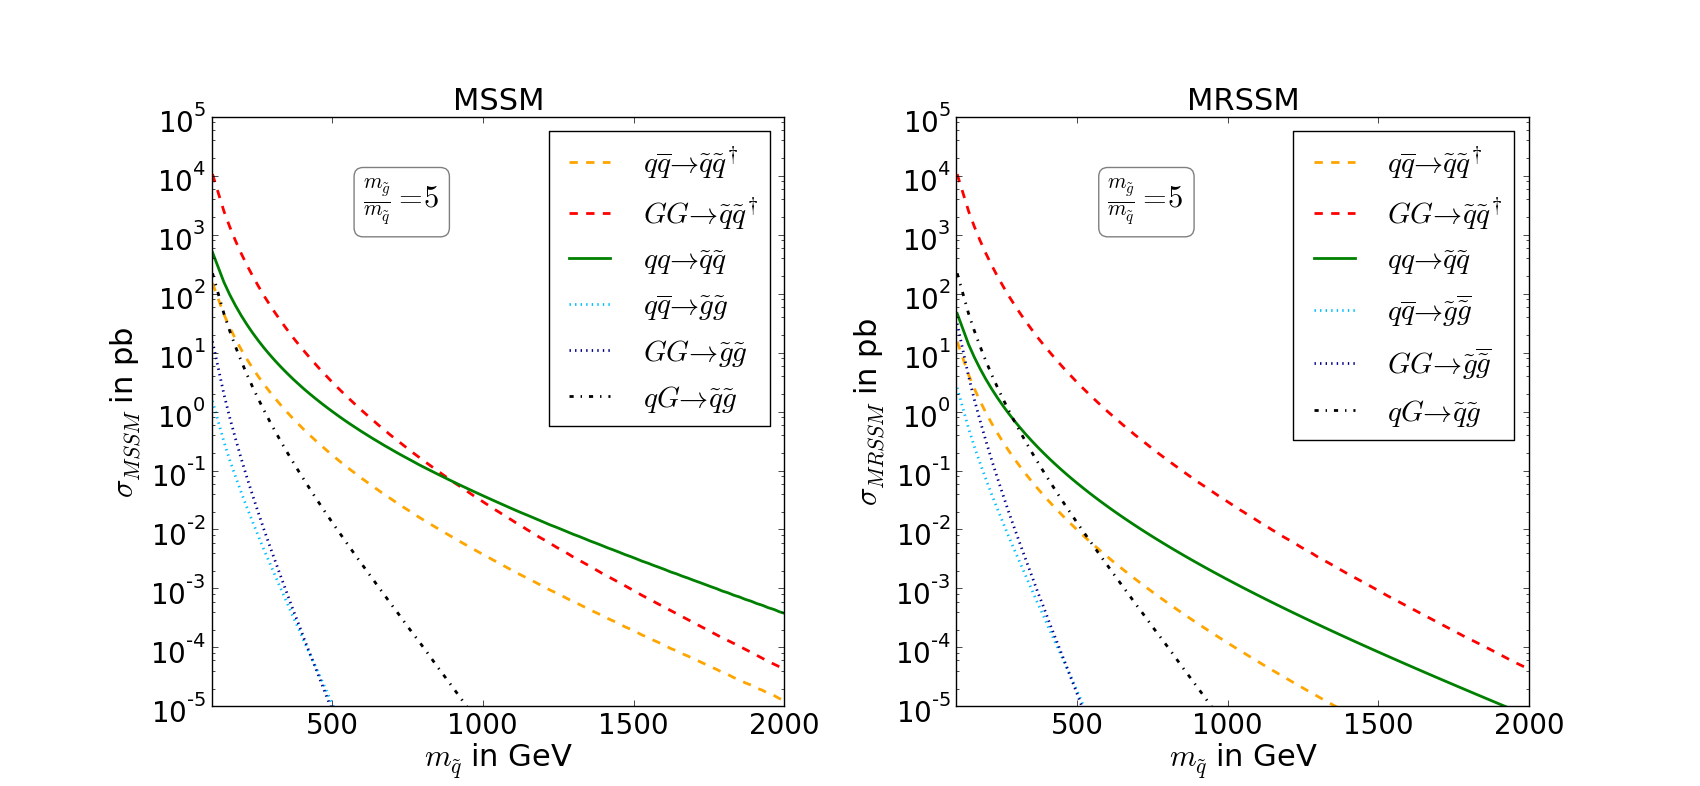 MSSM
10^5
10^4
10^3
10^2
10^1
10^0
10^-1
10^-2
10^-3
10^-4
10^-5
σ_MSSM in pb
m_g̃/m_q̃ =5
qq̅→q̃q̃^†
GG→q̃q̃^†
qq→q̃q̃
qq̅→g̃g̃
GG→g̃g̃
qG→q̃g̃
500 1000 1500 2000
m_q̃ in GeV
MRSSM
10^5
10^4
10^3
10^2
10^1
10^0
10^-1
10^-2
10^-3
10^-4
10^-5
σ_MRSSM in pb
m_g̃/m_q̃ =5
qq̅→q̃q̃^†
GG→q̃q̃^†
qq→q̃q̃
qq̅→g̃g̃̅
GG→g̃g̃̅
qG→q̃g̃
500 1000 1500 2000
m_q̃ in GeV